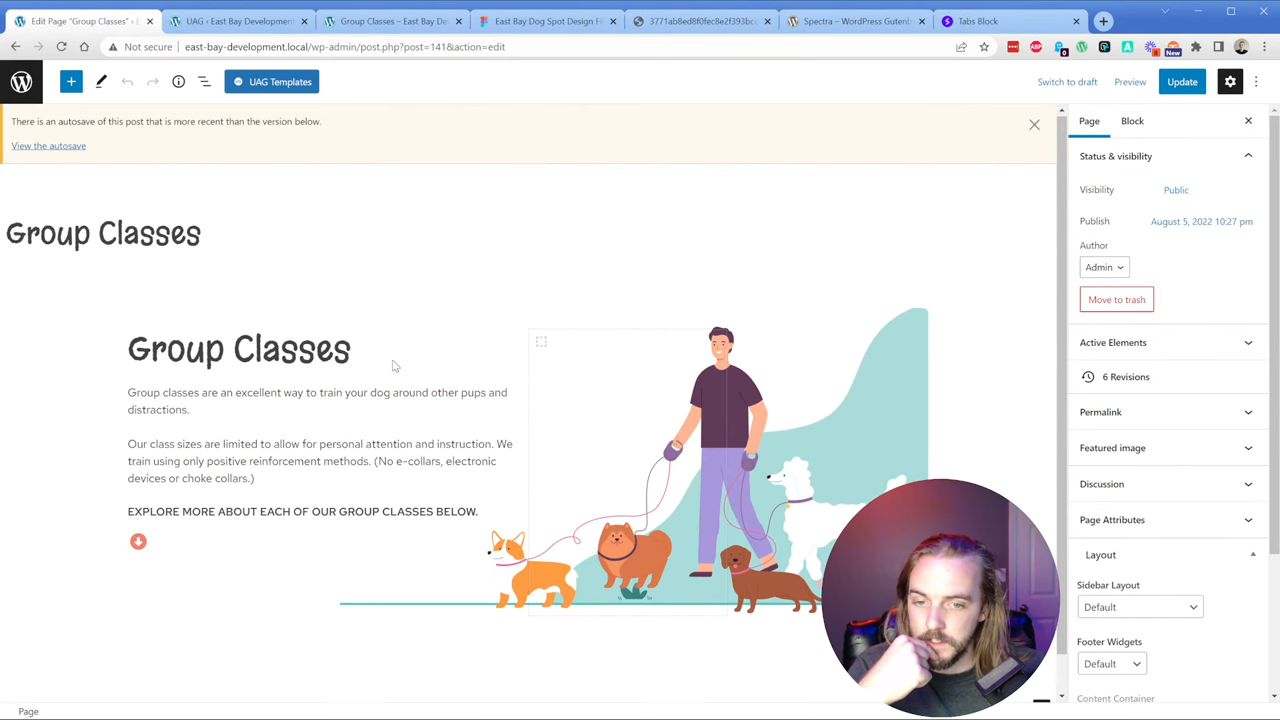 Edit Page "Group Classes" ‹ E
UAG ‹ East Bay Development
Group Classes – East Bay De
East Bay Dog Spot Design F
3771ab8ed8f0fec8e2f393bc
Spectra – WordPress Gutenb
Tabs Block
Not secure
east-bay-development.local/wp-admin/post.php?post=141&action=edit
ABP
New
UAG Templates
Switch to draft
Preview
Update
There is an autosave of this post that is more recent than the version below.
View the autosave
Group Classes
Group Classes
Group classes are an excellent way to train your dog around other pups and
distractions.
Our class sizes are limited to allow for personal attention and instruction. We
train using only positive reinforcement methods. (No e-collars, electronic
devices or choke collars.)
EXPLORE MORE ABOUT EACH OF OUR GROUP CLASSES BELOW.
Page
Block
Status & visibility
Visibility
Public
Publish
August 5, 2022 10:27 pm
Author
Admin
Move to trash
Active Elements
6 Revisions
Permalink
Featured image
Discussion
Page Attributes
Layout
Sidebar Layout
Default
Footer Widgets
Default
Content Container
Page